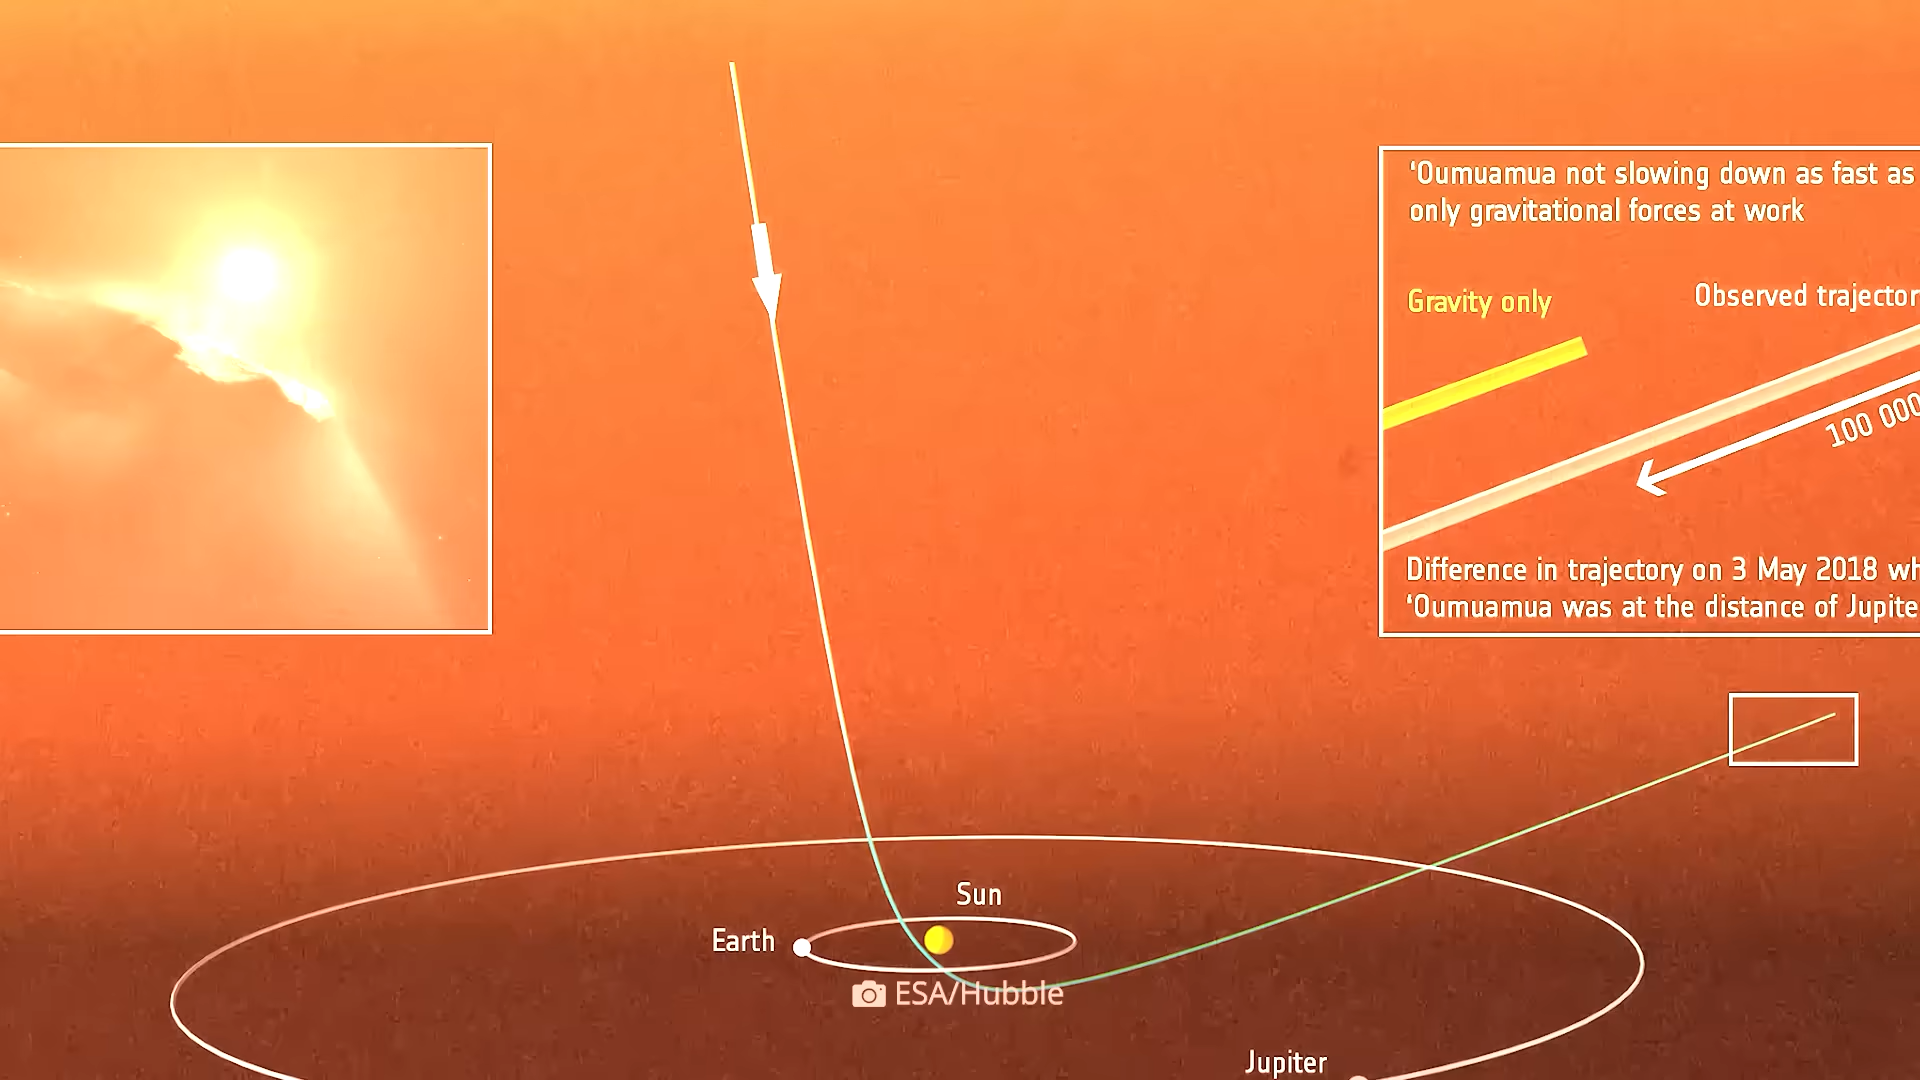 ‘Oumuamua not slowing down as fast as
only gravitational forces at work
Gravity only
Observed trajector
100 000
Difference in trajectory on 3 May 2018 wh
‘Oumuamua was at the distance of Jupite
Sun
Earth
ESA/Hubble
Jupiter